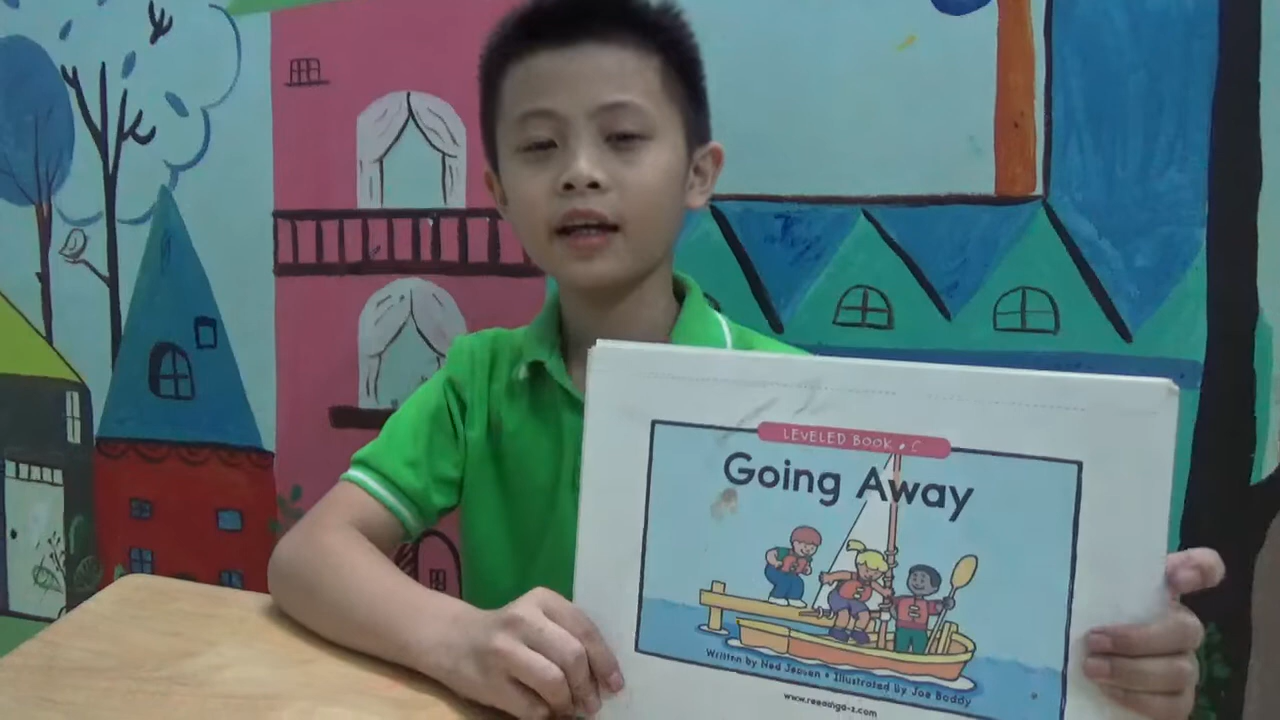 LEVELED BOOK • C
Going Away
Written by Ned Jensen • Illustrated by Joe Boddy
www.readinga-z.com